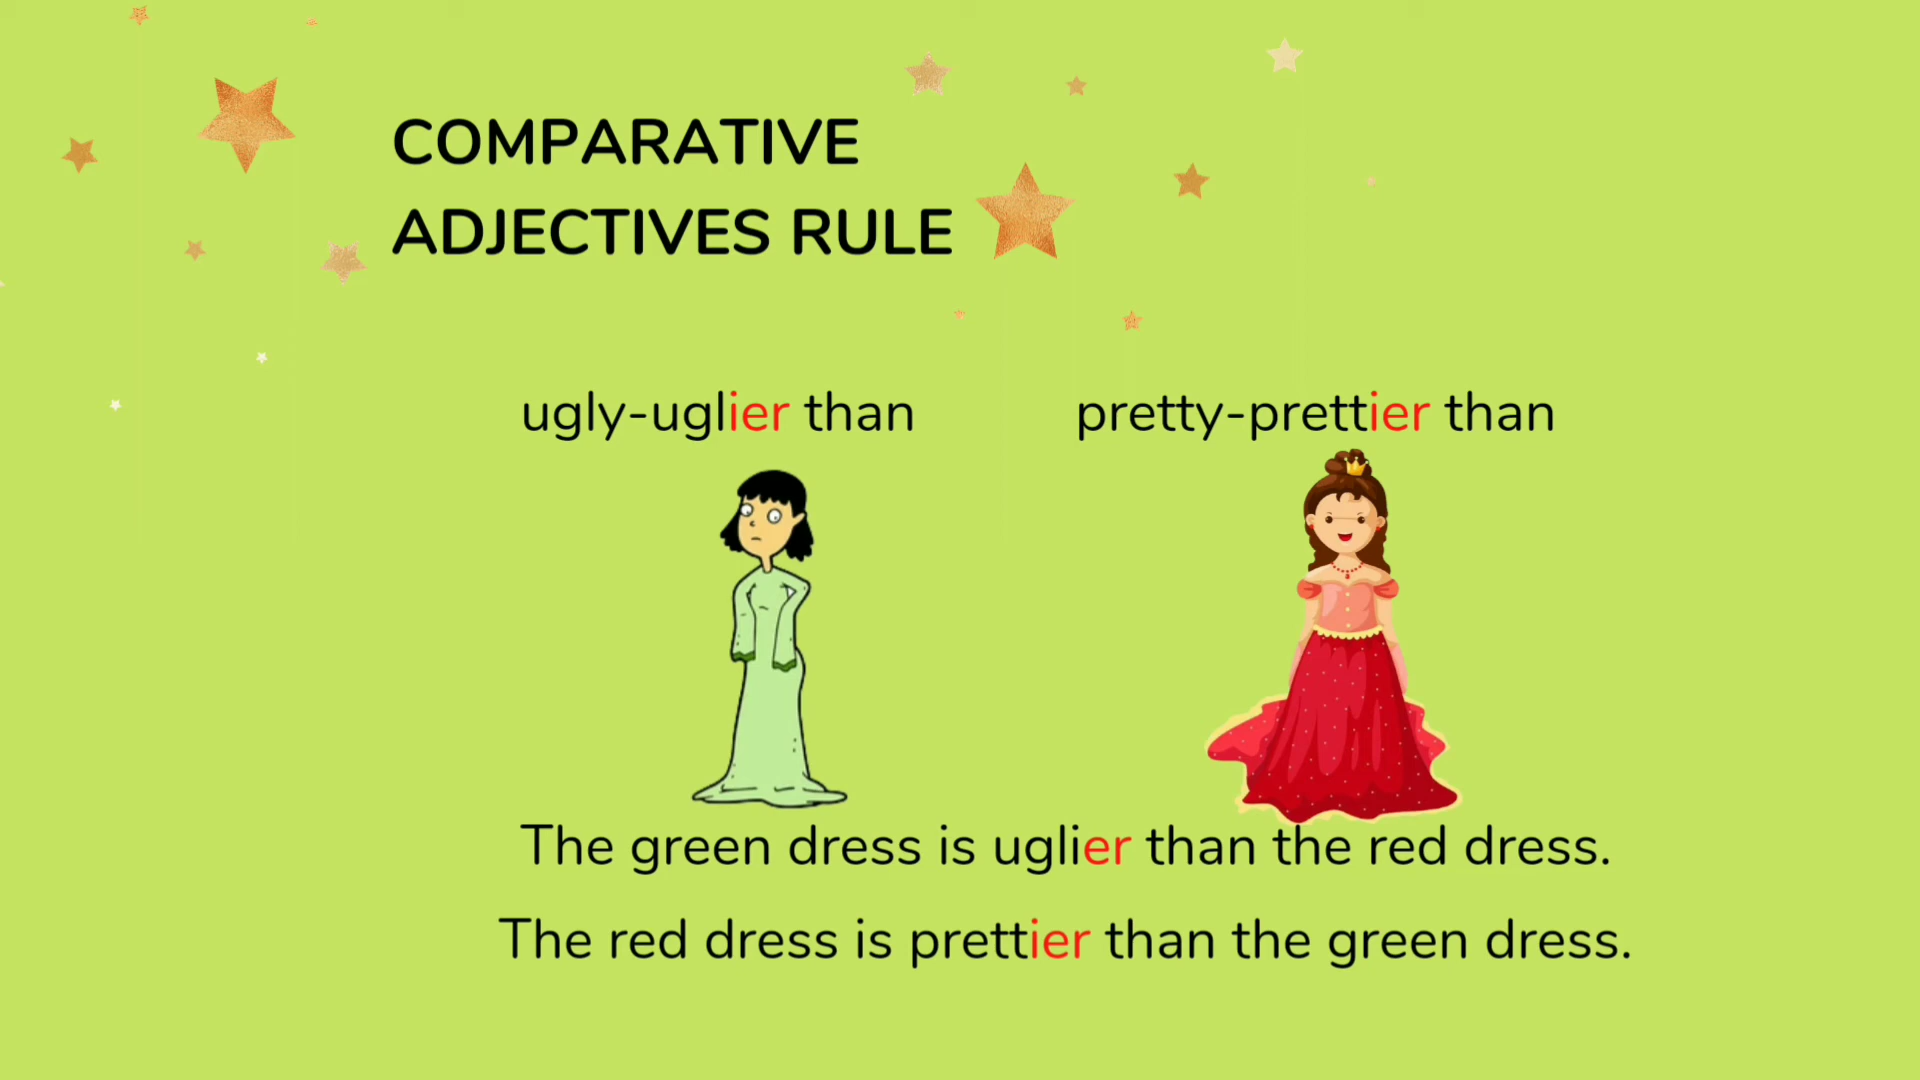 COMPARATIVE
ADJECTIVES RULE
ugly-uglier than
pretty-prettier than
The green dress is uglier than the red dress.
The red dress is prettier than the green dress.